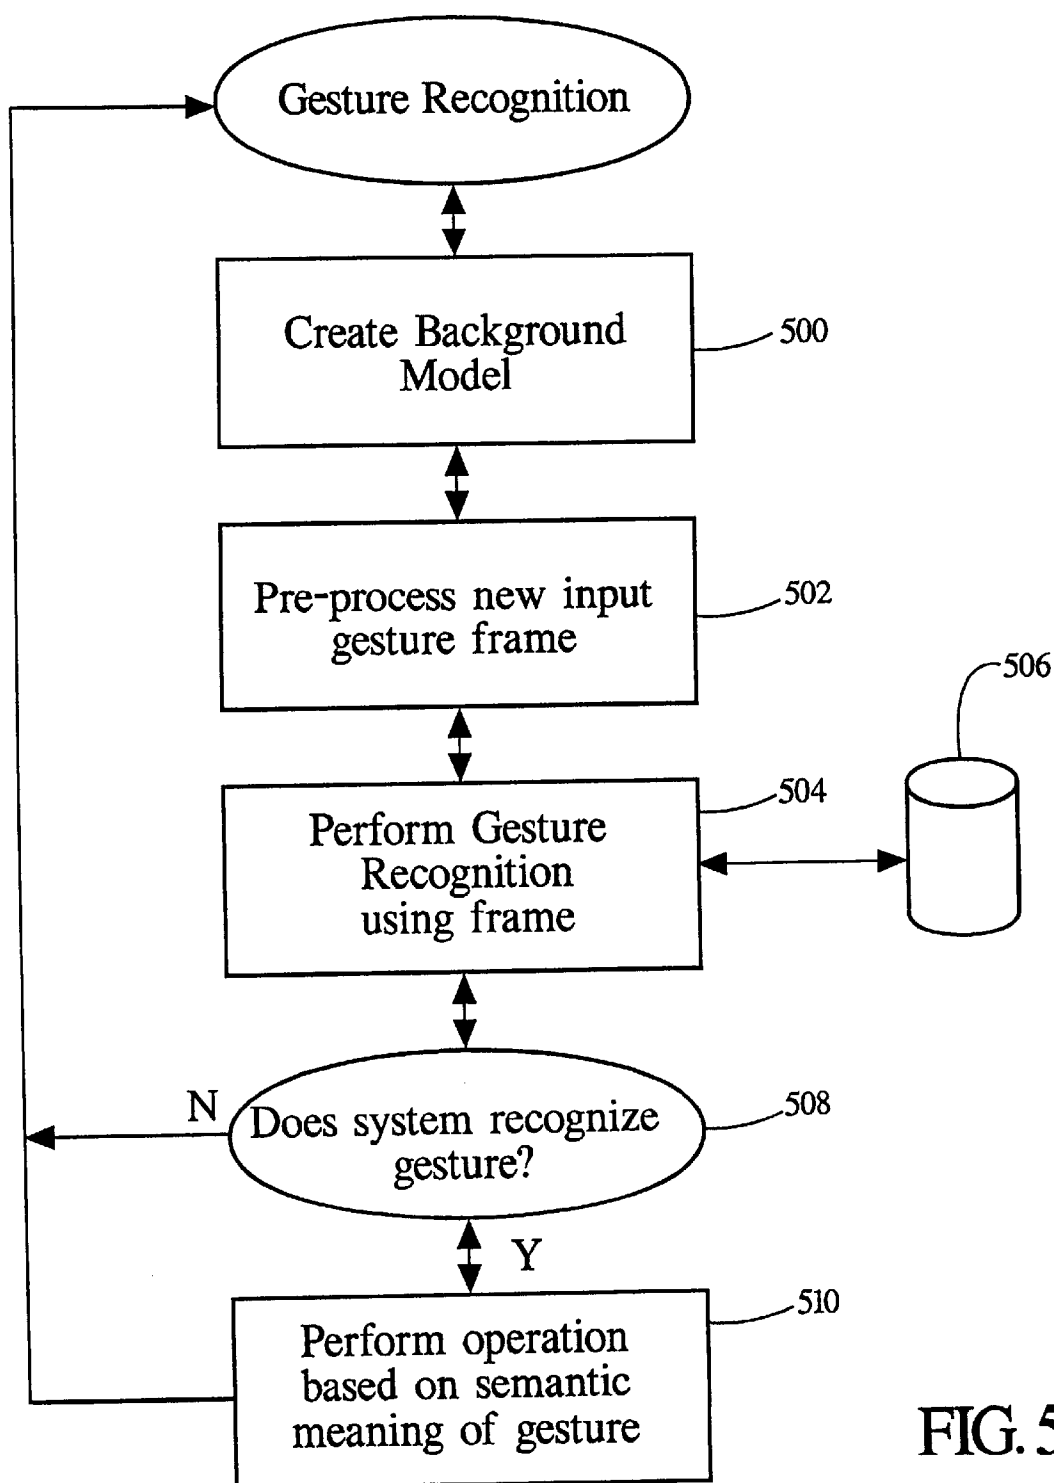 Gesture Recognition
Create Background
Model
500
Pre-process new input
gesture frame
502
506
Perform Gesture
Recognition
using frame
504
N
Does system recognize
gesture?
508
Y
Perform operation
based on semantic
meaning of gesture
510
FIG. 5